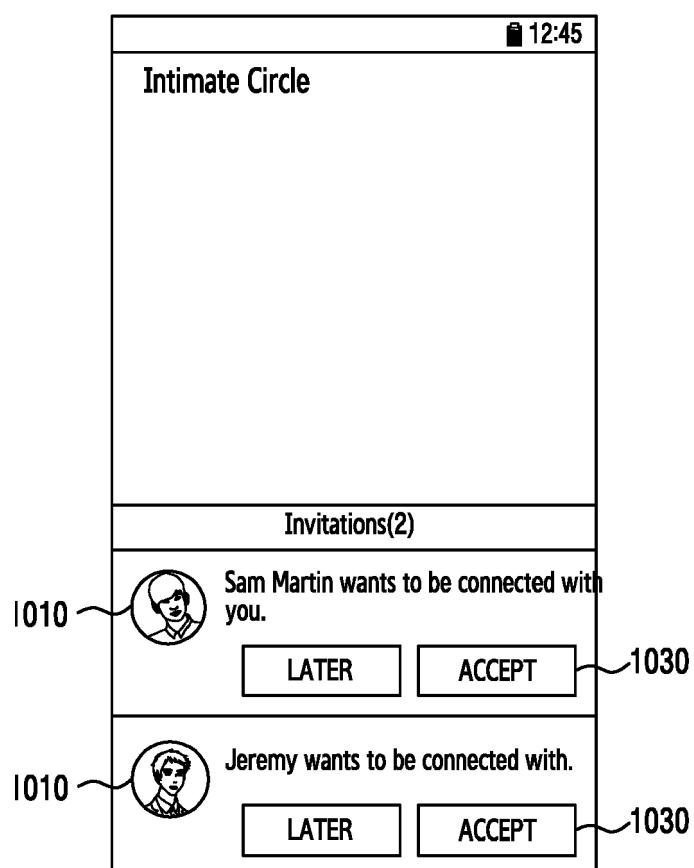 12:45
Intimate Circle
Invitations(2)
Sam Martin wants to be connected with
you.
1010
LATER ACCEPT
1030
Jeremy wants to be connected with.
1010
LATER ACCEPT
1030